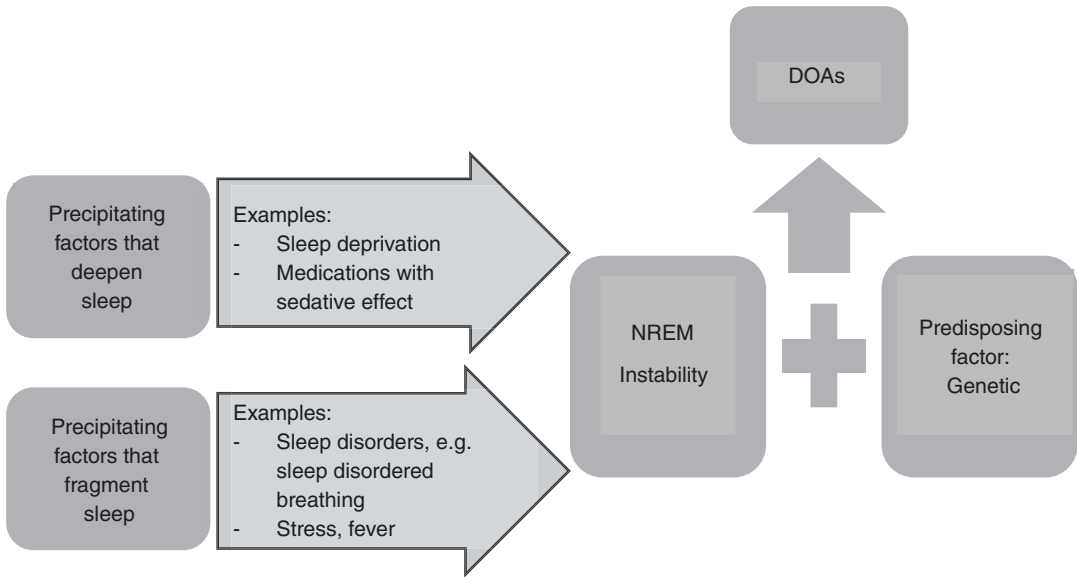 DOAs
Precipitating
factors that
deepen
sleep
Examples:
- Sleep deprivation
- Medications with
sedative effect
Precipitating
factors that
fragment
sleep
Examples:
- Sleep disorders, e.g.
sleep disordered
breathing
- Stress, fever
NREM
Instability
Predisposing
factor:
Genetic